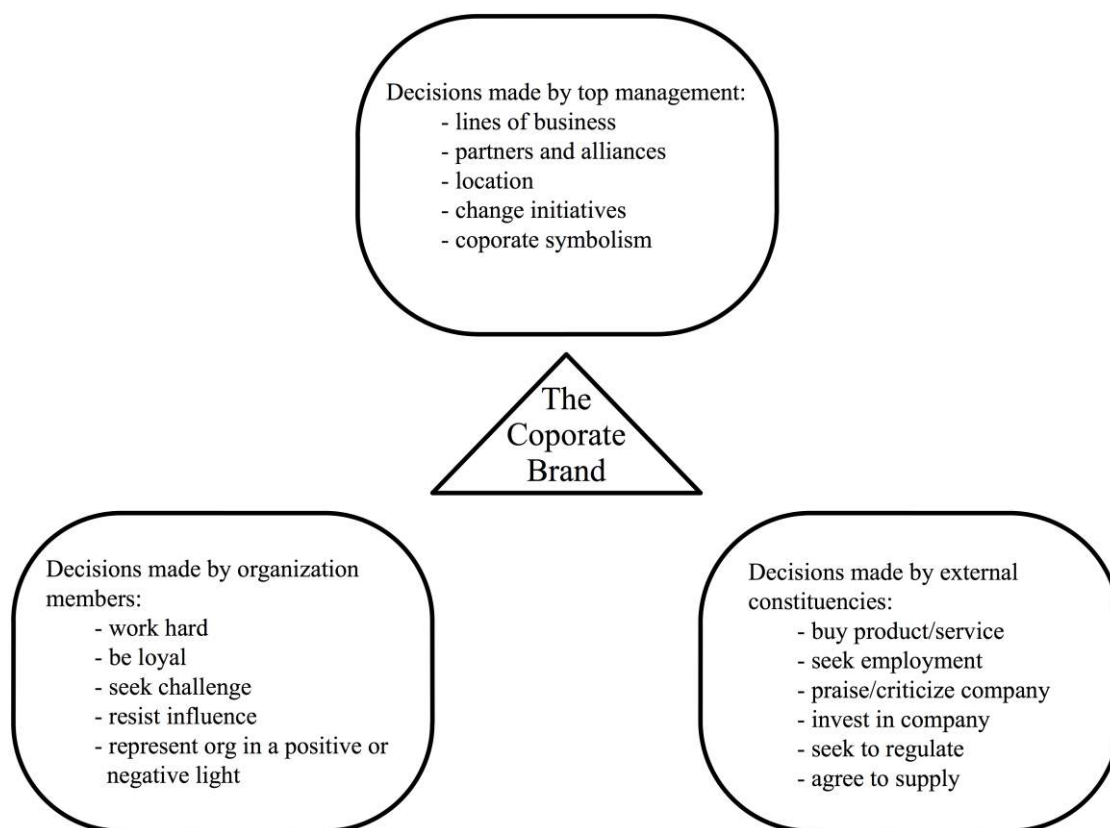 Decisions made by top management:
- lines of business
- partners and alliances
- location
- change initiatives
- coporate symbolism
The
Coporate
Brand
Decisions made by organization
members:
- work hard
- be loyal
- seek challenge
- resist influence
- represent org in a positive or
negative light
Decisions made by external
constituencies:
- buy product/service
- seek employment
- praise/criticize company
- invest in company
- seek to regulate
- agree to supply